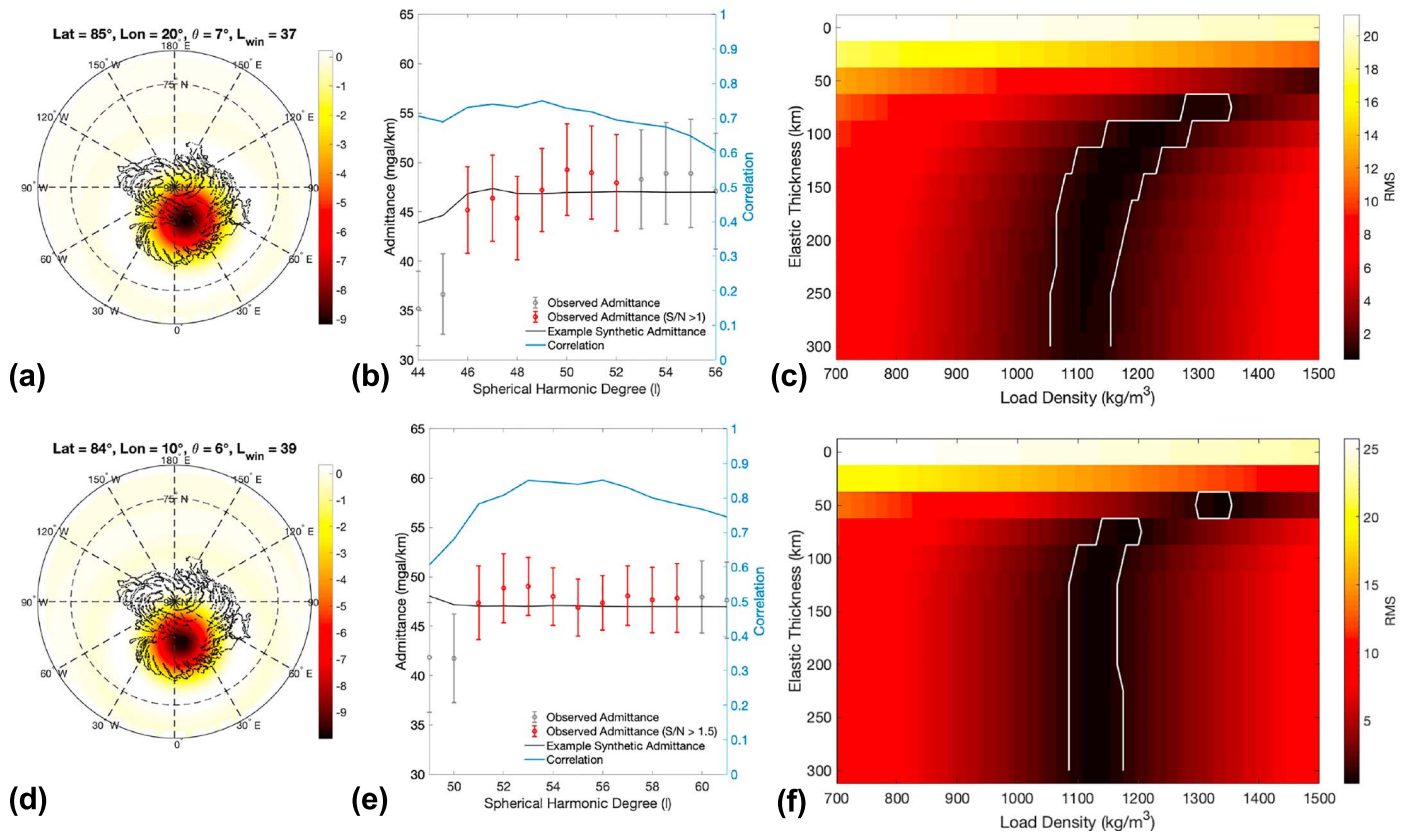 Lat = 85°, Lon = 20°, θ = 7°, L_win = 37
180° E
150° W
150° E
120° W
120° E
75° N
90° W
90° E
60° W
60° E
30° W
30° E
0°
0
-1
-2
-3
-4
-5
-6
-7
-8
-9
(a)
65
60
55
50
45
40
35
30
Admittance (mgal/km)
1
0.9
0.8
0.7
0.6
0.5
0.4
0.3
0.2
0.1
0
Correlation
Observed Admittance
Observed Admittance (S/N >1)
Example Synthetic Admittance
Correlation
44 46 48 50 52 54 56
Spherical Harmonic Degree (l)
(b)
0
50
100
150
200
250
300
Elastic Thickness (km)
700 800 900 1000 1100 1200 1300 1400 1500
Load Density (kg/m³)
20
18
16
14
12
10
8
6
4
2
RMS
(c)
Lat = 84°, Lon = 10°, θ = 6°, L_win = 39
180° E
150° W
150° E
120° W
120° E
75° N
90° W
90° E
60° W
60° E
30° W
30° E
0°
0
-1
-2
-3
-4
-5
-6
-7
-8
-9
(d)
65
60
55
50
45
40
35
30
Admittance (mgal/km)
1
0.9
0.8
0.7
0.6
0.5
0.4
0.3
0.2
0.1
0
Correlation
Observed Admittance
Observed Admittance (S/N > 1.5)
Example Synthetic Admittance
Correlation
50 52 54 56 58 60
Spherical Harmonic Degree (l)
(e)
0
50
100
150
200
250
300
Elastic Thickness (km)
700 800 900 1000 1100 1200 1300 1400 1500
Load Density (kg/m³)
25
20
15
10
5
RMS
(f)